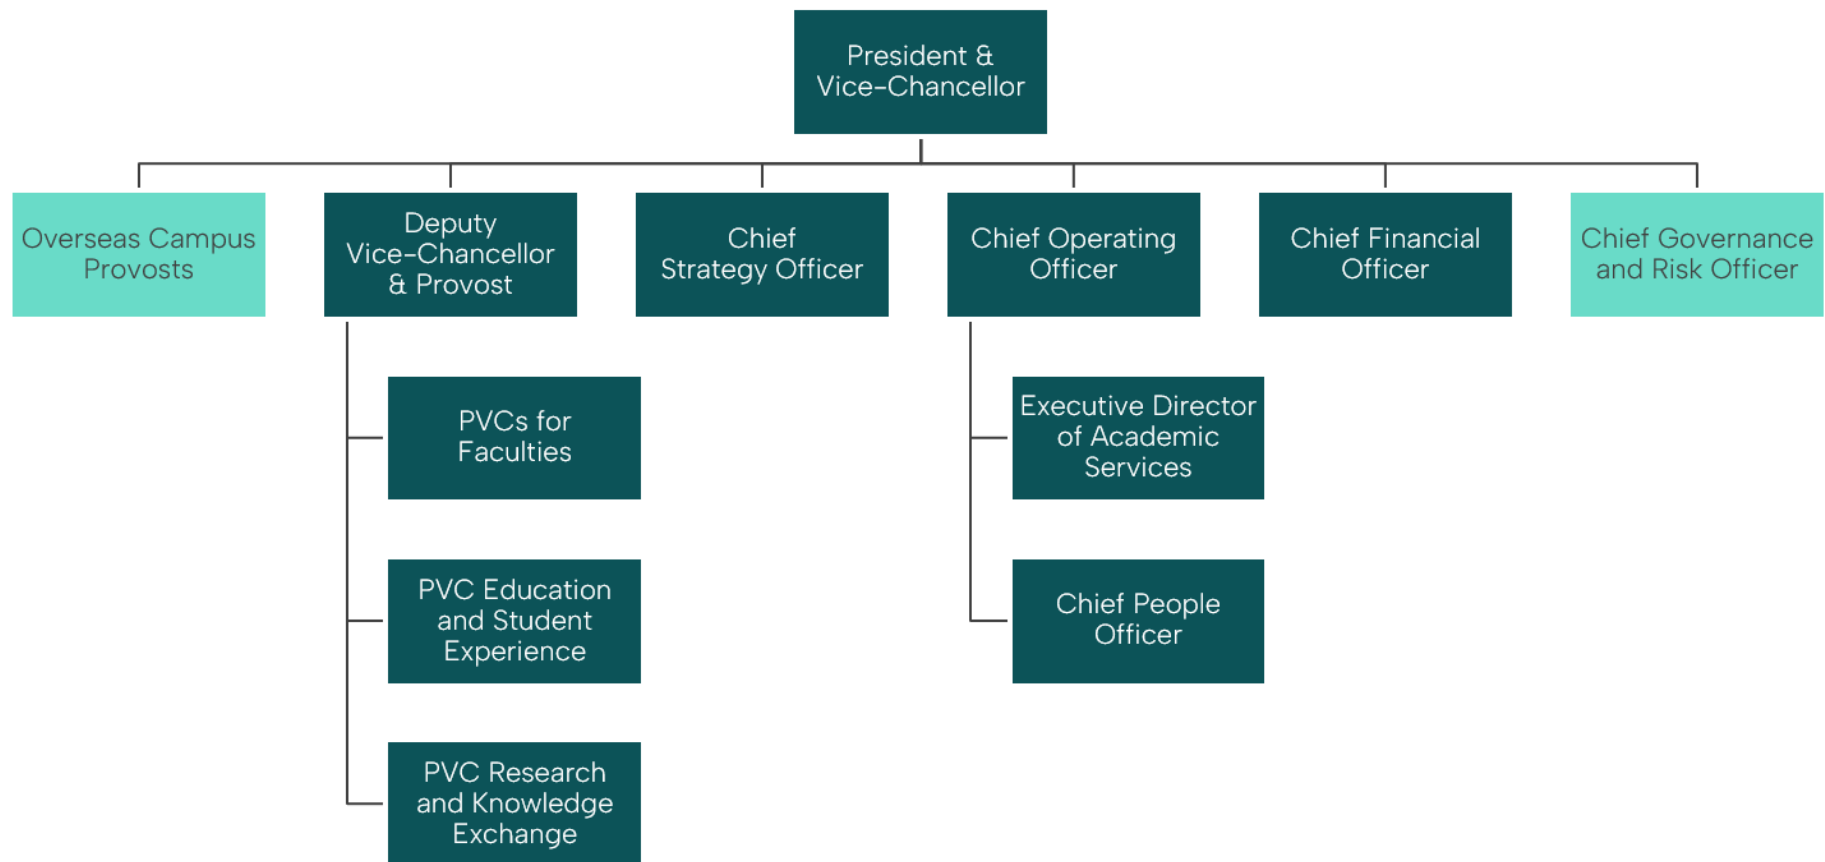 President &
Vice-Chancellor
Overseas Campus
Provosts
Deputy
Vice-Chancellor
& Provost
Chief
Strategy Officer
Chief Operating
Officer
Chief Financial
Officer
Chief Governance
and Risk Officer
PVCs for
Faculties
PVC Education
and Student
Experience
PVC Research
and Knowledge
Exchange
Executive Director
of Academic
Services
Chief People
Officer